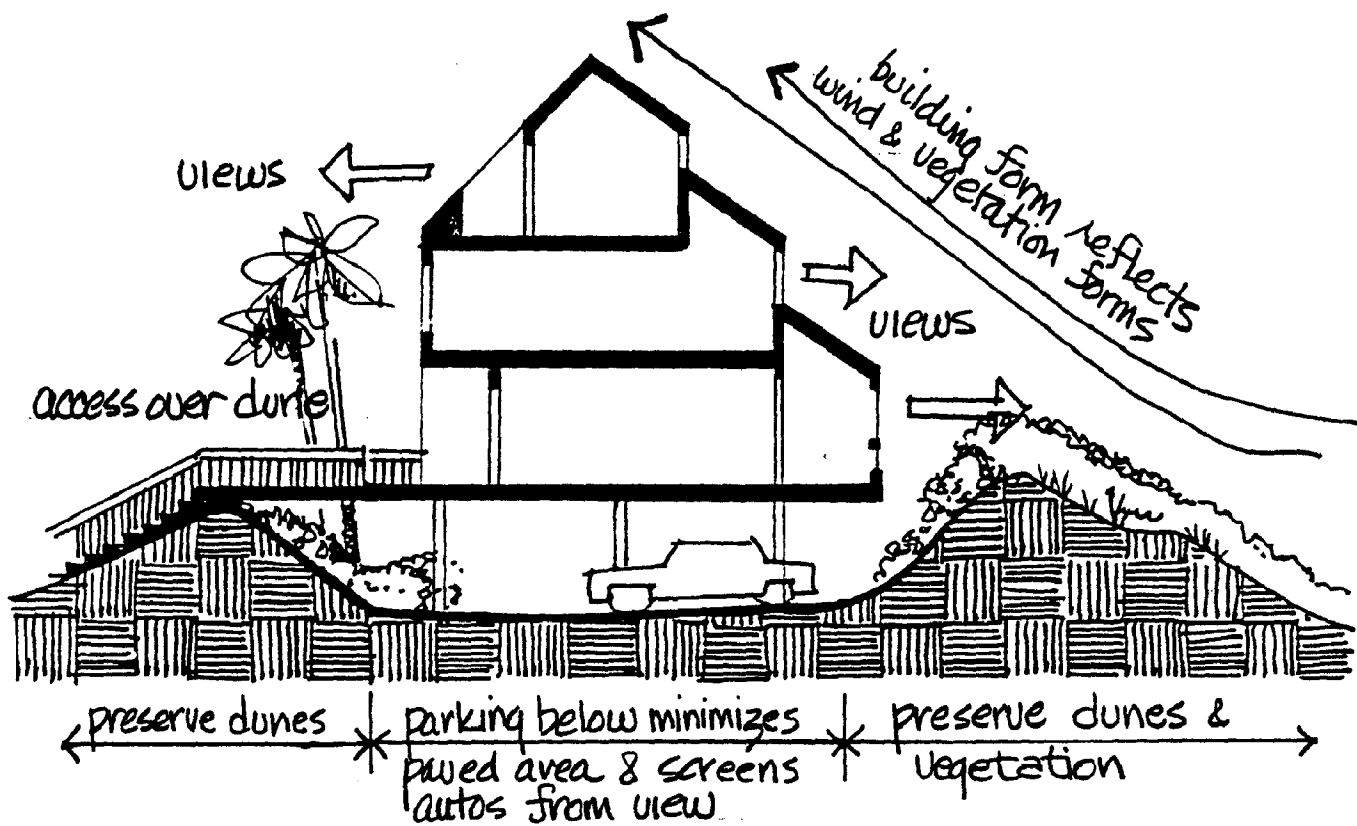 building form reflects
wind & vegetation forms
views
views
access over dune
preserve dunes
parking below minimizes
paved area & screens
autos from view
preserve dunes &
vegetation